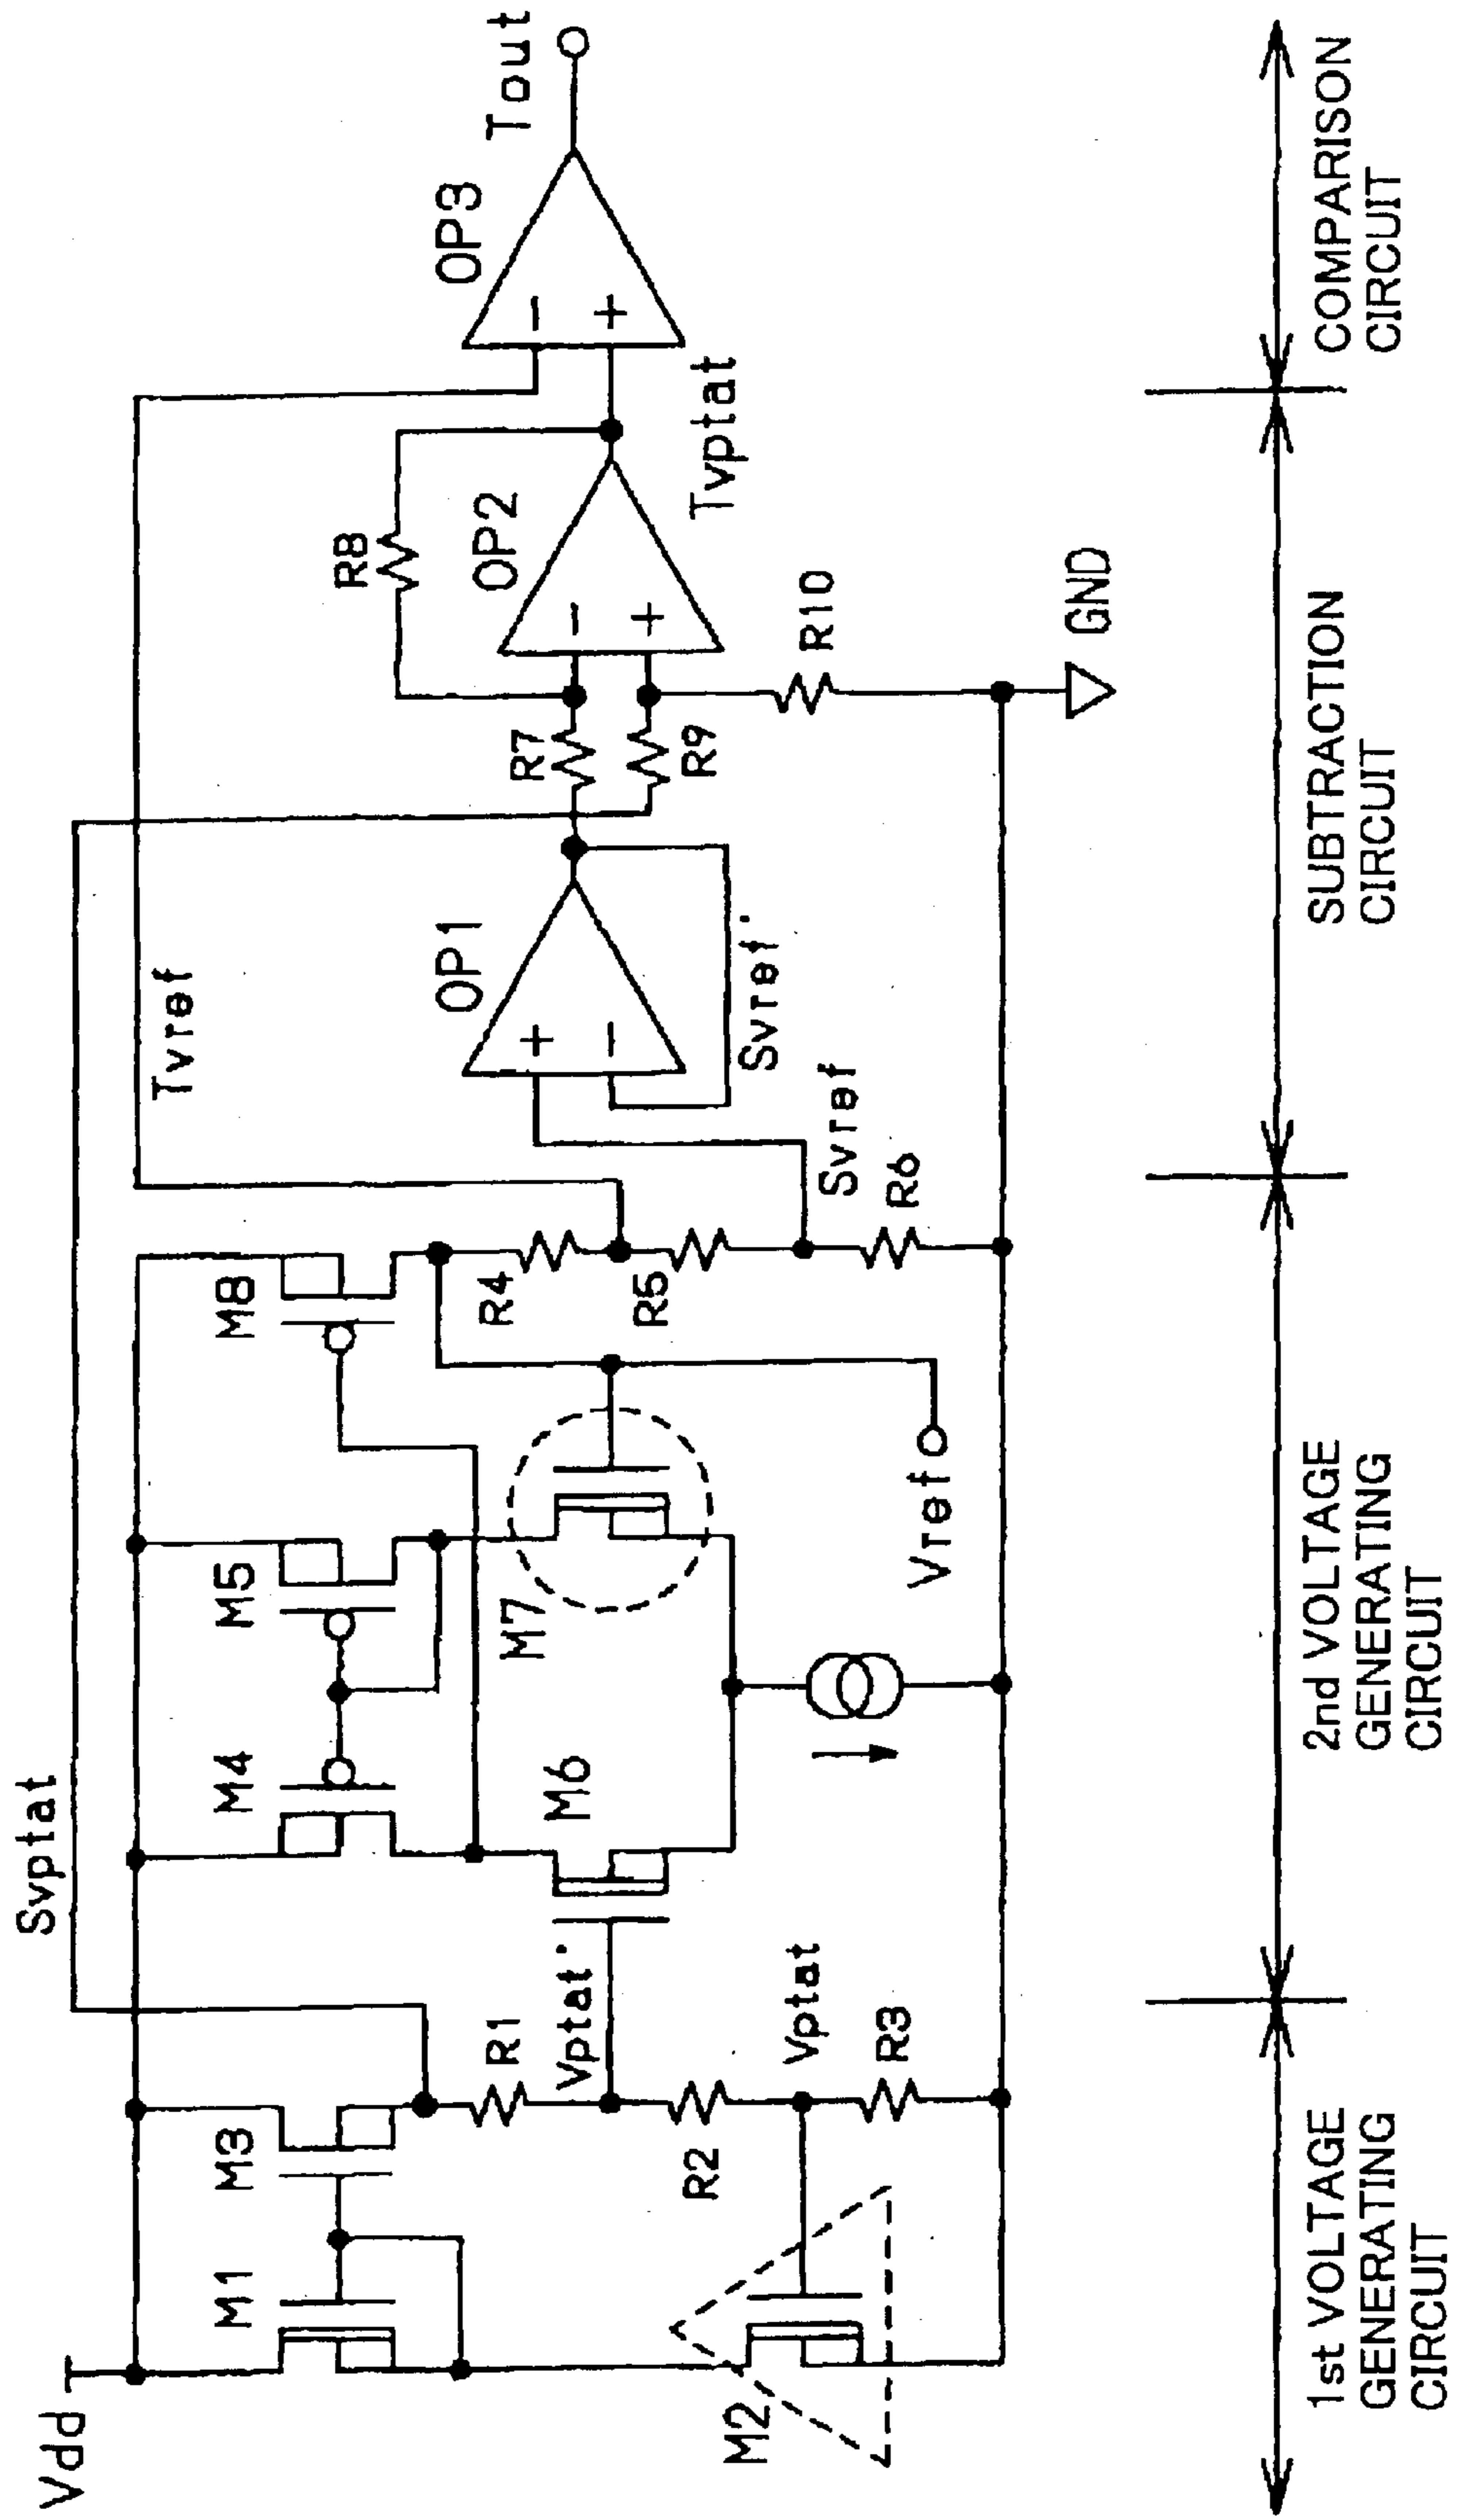 Vdd
Svptat
Tvref
M1
M3
M4
M5
M8
OP1
OP2
OP3
R8
Tout
+
−
−
+
−
+
R1
Vptat'
M6
M7
R4
R5
R7
R9
Tvptat
M2
R2
Vptat
R3
Vref
Svref
R6
Svref'
R10
GND
1st VOLTAGE
GENERATING
CIRCUIT
2nd VOLTAGE
GENERATING
CIRCUIT
SUBTRACTION
CIRCUIT
COMPARISON
CIRCUIT